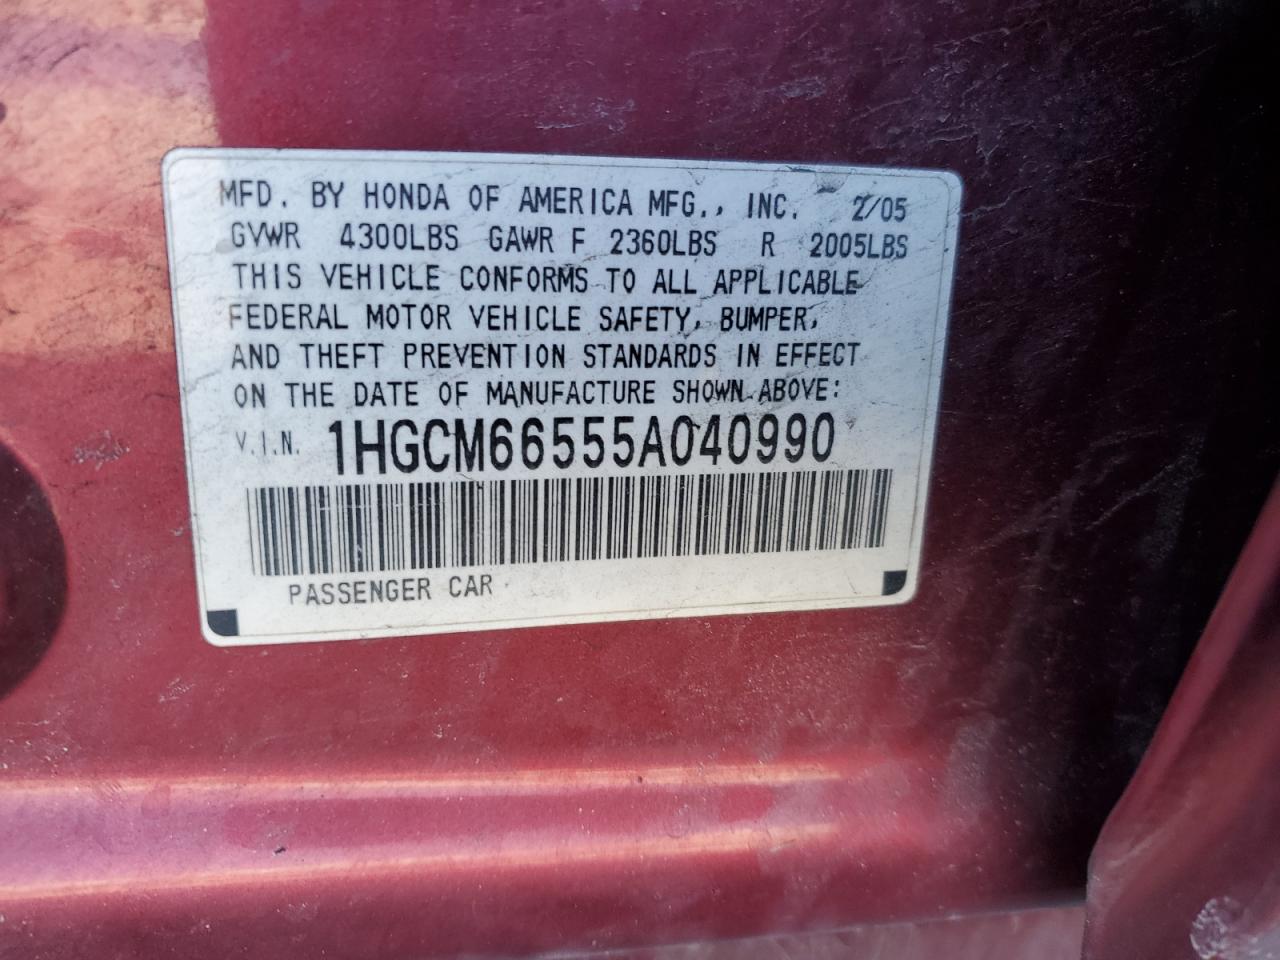 MFD. BY HONDA OF AMERICA MFG., INC. 2/05
GVWR 4300LBS GAWR F 2360LBS R 2005LBS
THIS VEHICLE CONFORMS TO ALL APPLICABLE
FEDERAL MOTOR VEHICLE SAFETY, BUMPER,
AND THEFT PREVENTION STANDARDS IN EFFECT
ON THE DATE OF MANUFACTURE SHOWN ABOVE:
V.I.N. 1HGCM66555A040990
PASSENGER CAR